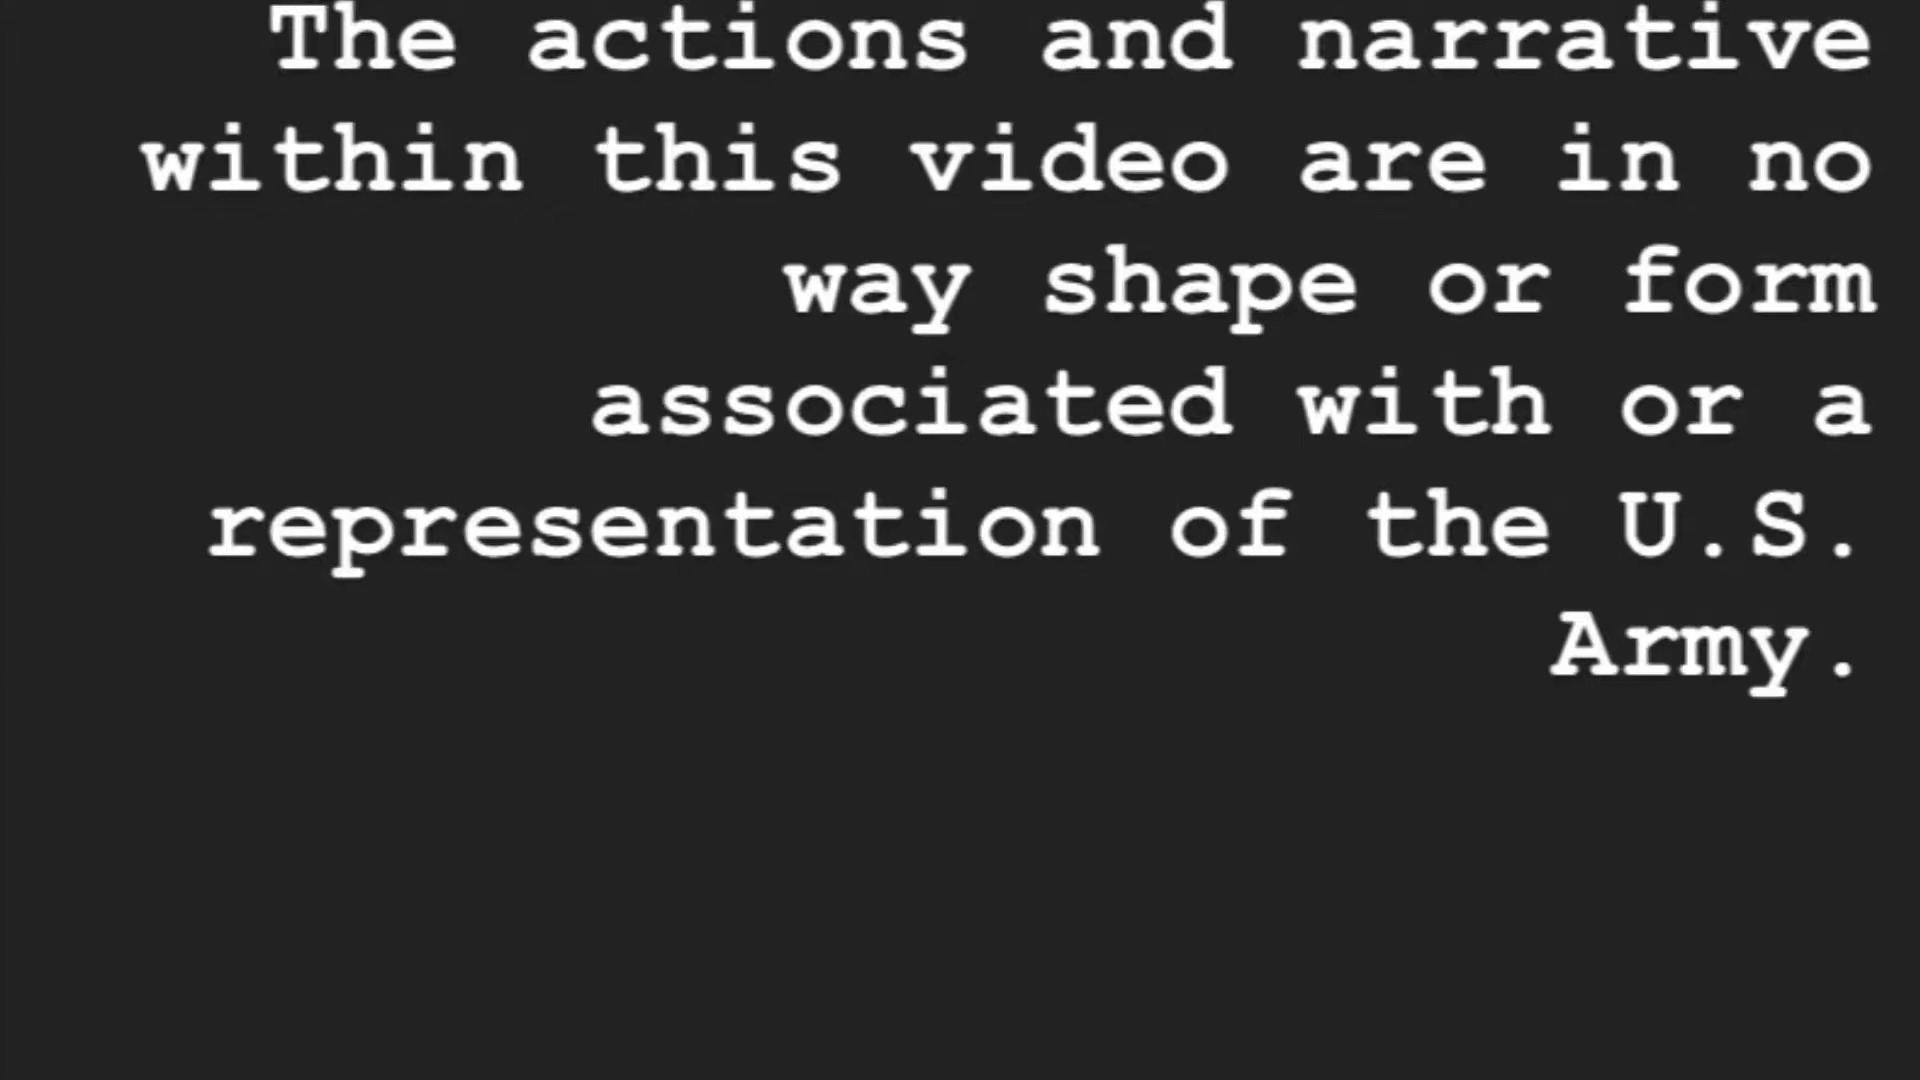 The actions and narrative
within this video are in no
way shape or form
associated with or a
representation of the U.S.
Army.